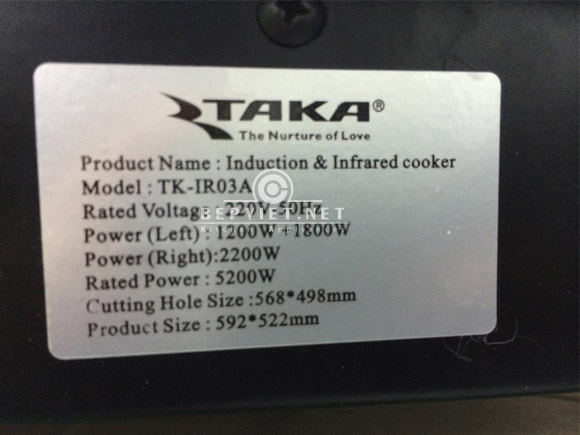 TAKA®
The Nurture of Love
Product Name : Induction & Infrared cooker
Model : TK-IR03A
Rated Voltage : 220V-50Hz
BEPVIET.NET
Power (Left): 1200W+1800W
Power (Right):2200W
Rated Power : 5200W
Cutting Hole Size :568*498mm
Product Size : 592*522mm